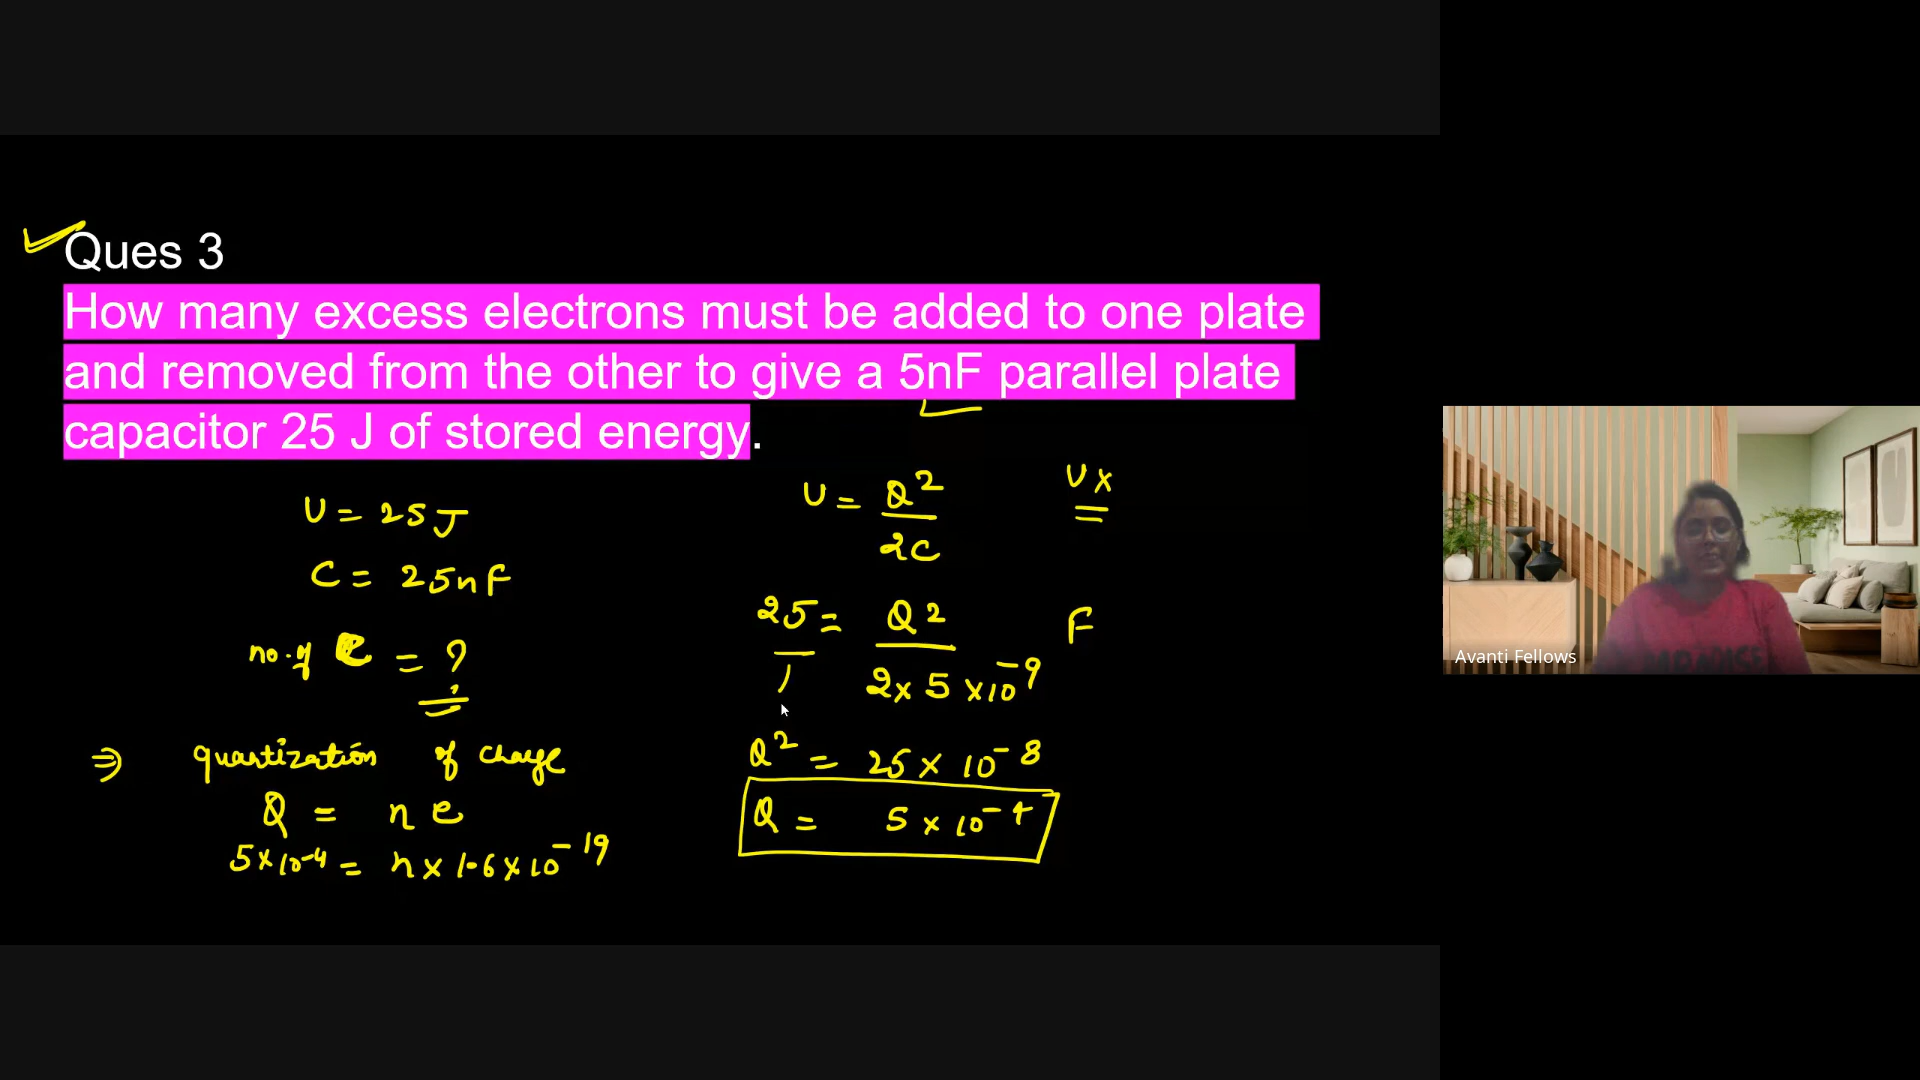 Ques 3
How many excess electrons must be added to one plate
and removed from the other to give a 5nF parallel plate
capacitor 25 J of stored energy.
U = 25 J
C = 25nF
no. of e = ?
⇒ quantization of charge
Q = n e
5×10⁻⁴ = n × 1.6 × 10⁻¹⁹
U = Q² / 2C
U x
25 / 1 = Q² / 2 × 5 × 10⁻⁹ F
Q² = 25 × 10⁻⁸
Q = 5 × 10⁻⁴
Avanti Fellows